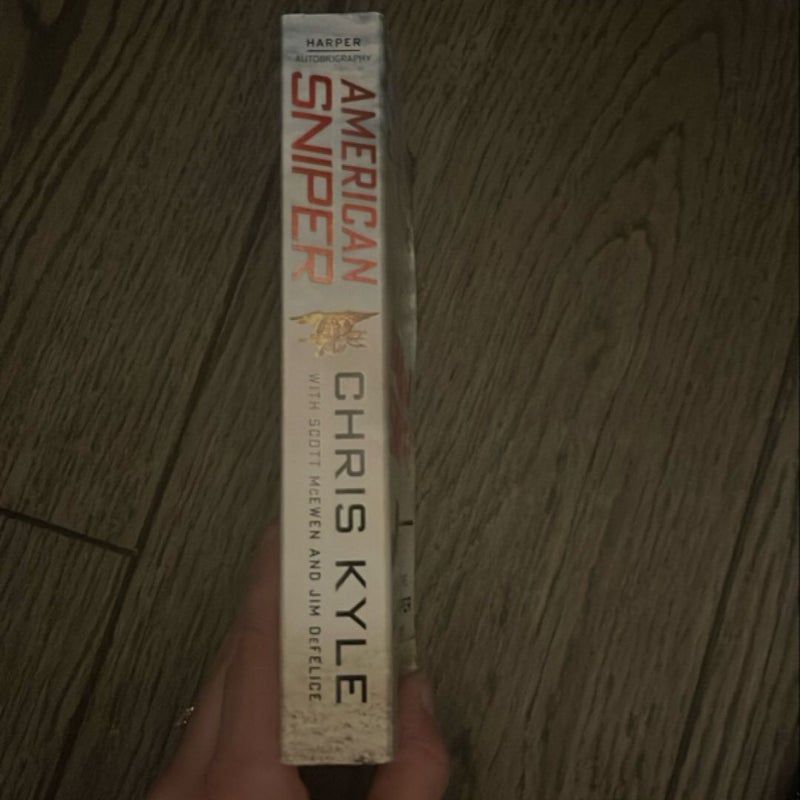 HARPER
AUTOBIOGRAPHY
AMERICAN
SNIPER
CHRIS KYLE
WITH SCOTT McEWEN AND JIM DeFELICE